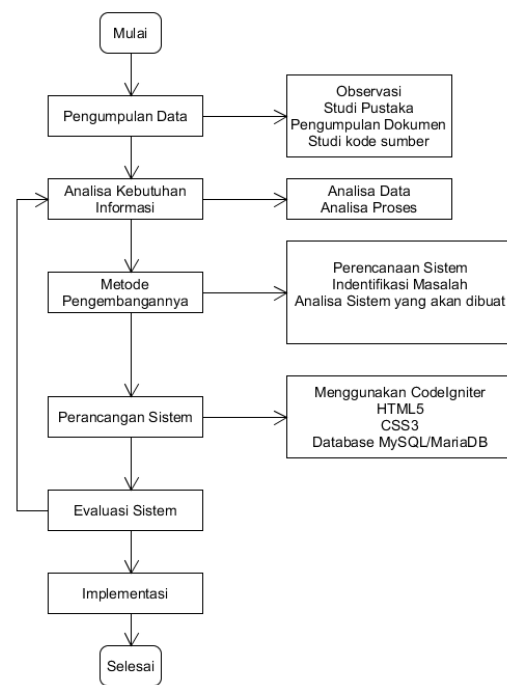 Mulai
Pengumpulan Data
Observasi
Studi Pustaka
Pengumpulan Dokumen
Studi kode sumber
Analisa Kebutuhan
Informasi
Analisa Data
Analisa Proses
Metode
Pengembangannya
Perencanaan Sistem
Indentifikasi Masalah
Analisa Sistem yang akan dibuat
Perancangan Sistem
Menggunakan CodeIgniter
HTML5
CSS3
Database MySQL/MariaDB
Evaluasi Sistem
Implementasi
Selesai